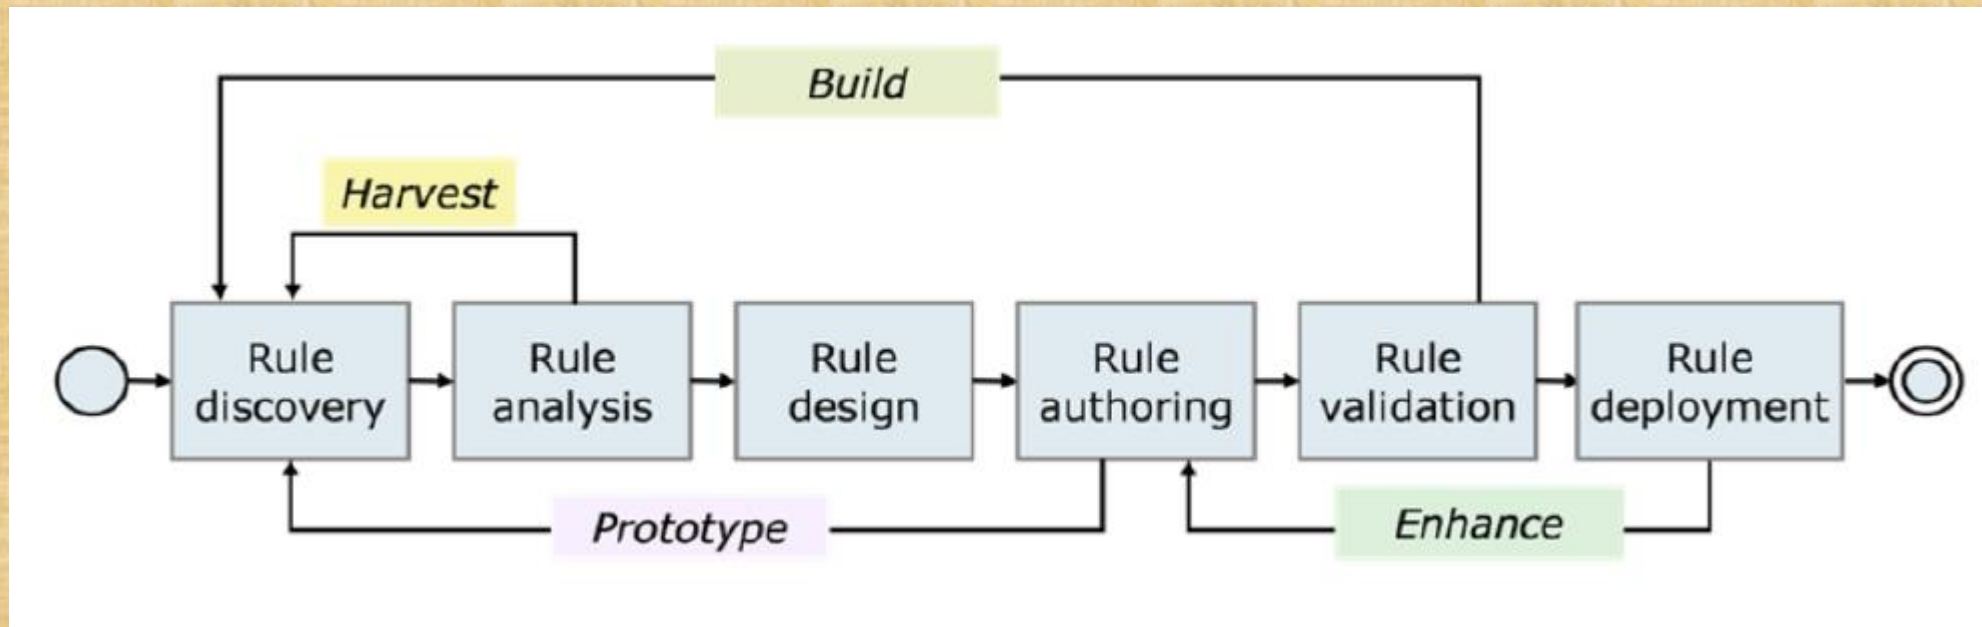 Build
Harvest
Rule
discovery
Rule
analysis
Rule
design
Rule
authoring
Rule
validation
Rule
deployment
Prototype
Enhance